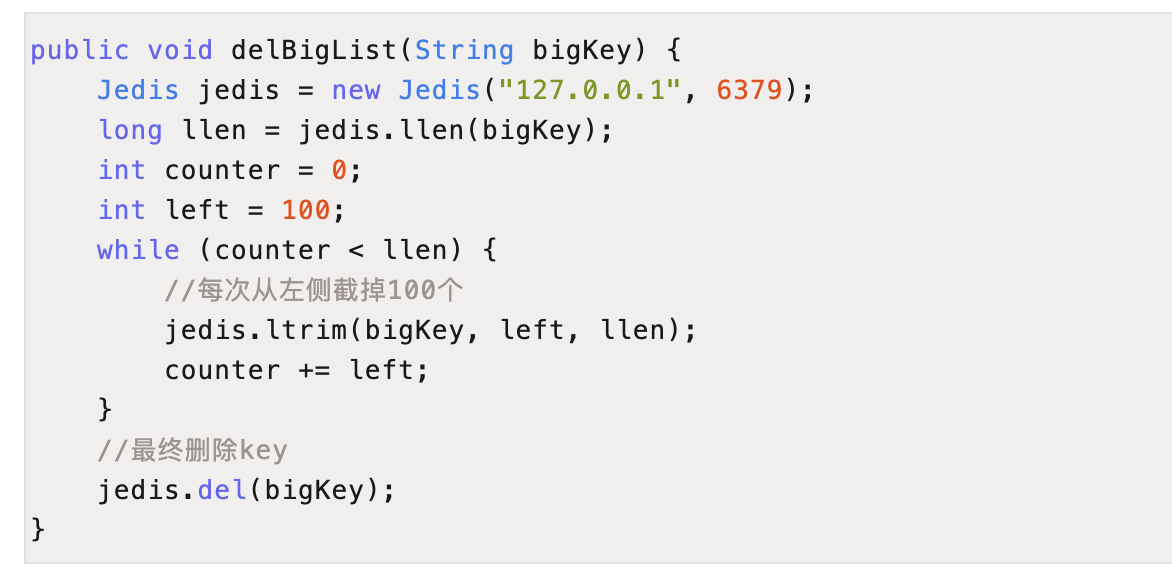 public void delBigList(String bigKey) {
    Jedis jedis = new Jedis("127.0.0.1", 6379);
    long llen = jedis.llen(bigKey);
    int counter = 0;
    int left = 100;
    while (counter < llen) {
        //每次从左侧截掉100个
        jedis.ltrim(bigKey, left, llen);
        counter += left;
    }
    //最终删除key
    jedis.del(bigKey);
}